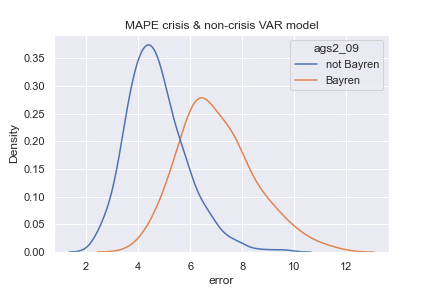 MAPE crisis & non-crisis VAR model
ags2_09
not Bayren
Bayren
0.35
0.30
0.25
0.20
0.15
0.10
0.05
0.00
Density
2 4 6 8 10 12
error